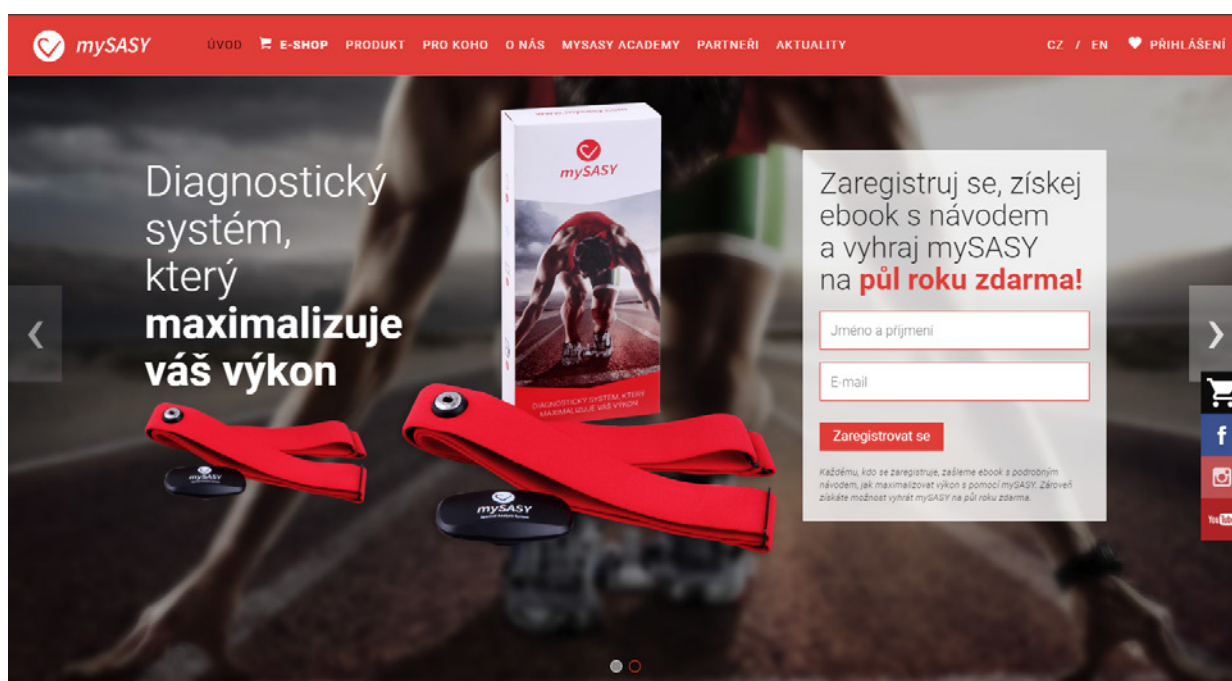 mySASY
ÚVOD E-SHOP PRODUKT PRO KOHO O NÁS MYSASY ACADEMY PARTNEŘI AKTUALITY
CZ / EN PŘIHLÁŠENÍ
Diagnostický
systém,
který
maximalizuje
váš výkon
mySASY
DIAGNOSTICKÝ SYSTÉM, KTERÝ
MAXIMALIZUJE VÁŠ VÝKON
mySASY
mySASY
Zaregistruj se, získej
ebook s návodem
a vyhraj mySASY
na půl roku zdarma!
Jméno a příjmení
E-mail
Zaregistrovat se
Každému, kdo se zaregistruje, zašleme ebook s podrobným
návodem, jak maximalizovat výkon s pomocí mySASY. Zároveň
získáte možnost vyhrát mySASY na půl roku zdarma.
f
You Tube